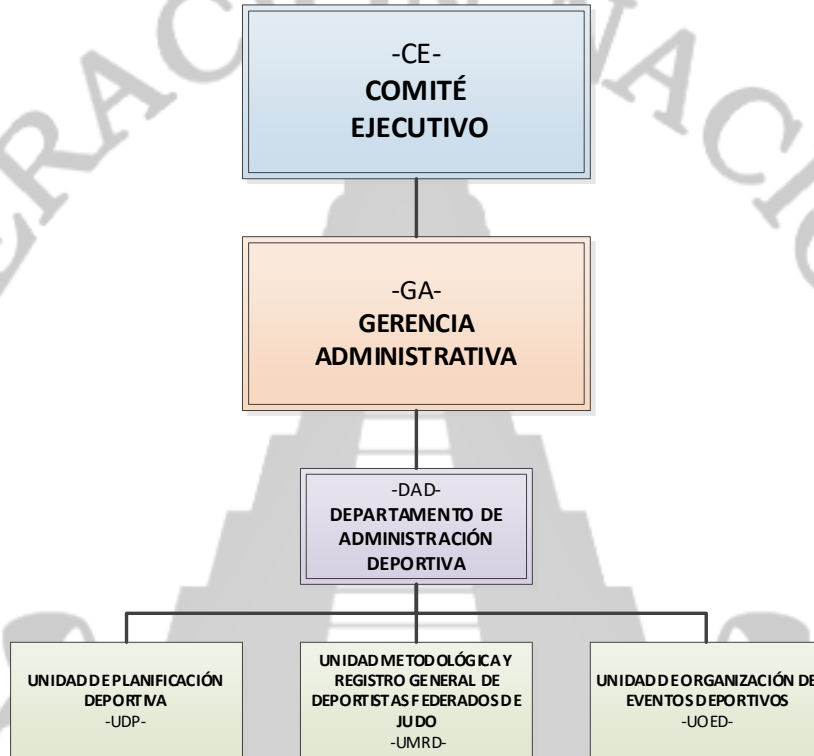 -CE-
COMITÉ
EJECUTIVO
-GA-
GERENCIA
ADMINISTRATIVA
-DAD-
DEPARTAMENTO DE
ADMINISTRACIÓN
DEPORTIVA
UNIDAD DE PLANIFICACIÓN
DEPORTIVA
-UDP-
UNIDAD METODOLÓGICA Y
REGISTRO GENERAL DE
DEPORTISTAS FEDERADOS DE
JUDO
-UMRD-
UNIDAD DE ORGANIZACIÓN DE
EVENTOS DEPORTIVOS
-UOED-